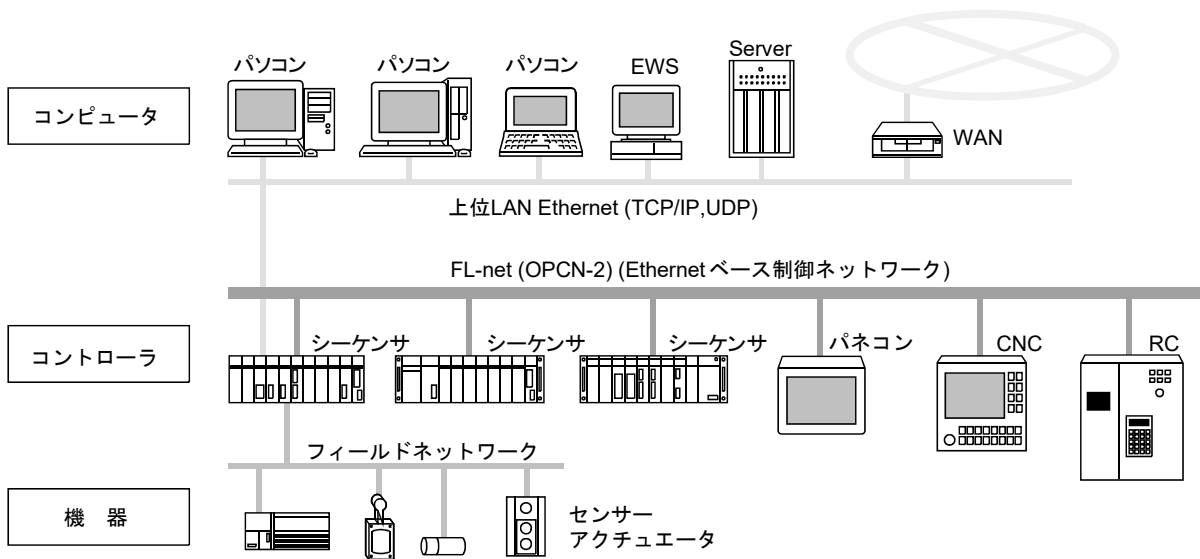 Server
パソコン
パソコン
パソコン
EWS
コンピュータ
WAN
上位LAN Ethernet (TCP/IP,UDP)
FL-net (OPCN-2) (Ethernetベース制御ネットワーク)
シーケンサ
シーケンサ
シーケンサ
パネコン
CNC
RC
コントローラ
フィールドネットワーク
機 器
センサー
アクチュエータ